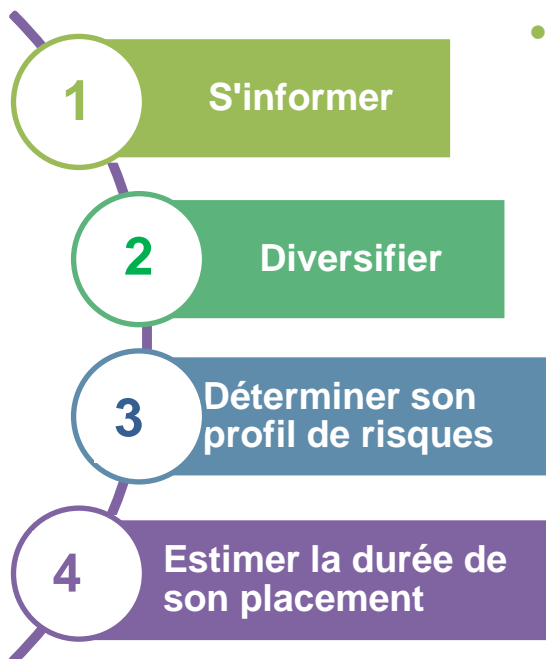 1
S'informer
2
Diversifier
3
Déterminer son
profil de risques
4
Estimer la durée de
son placement